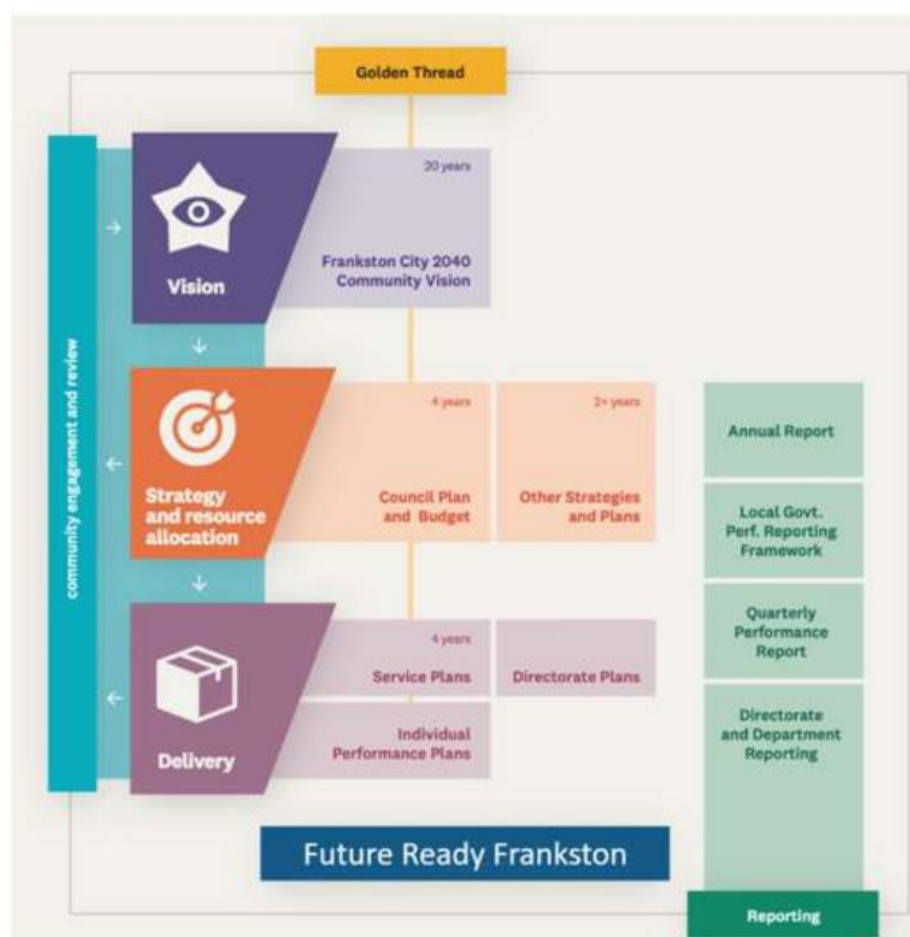 Golden Thread
community engagement and review
Vision
20 years
Frankston City 2040
Community Vision
Strategy
and resource
allocation
4 years
Council Plan
and Budget
2+ years
Other Strategies
and Plans
Delivery
4 years
Service Plans
Directorate Plans
Individual
Performance Plans
Annual Report
Local Govt.
Perf. Reporting
Framework
Quarterly
Performance
Report
Directorate
and Department
Reporting
Future Ready Frankston
Reporting